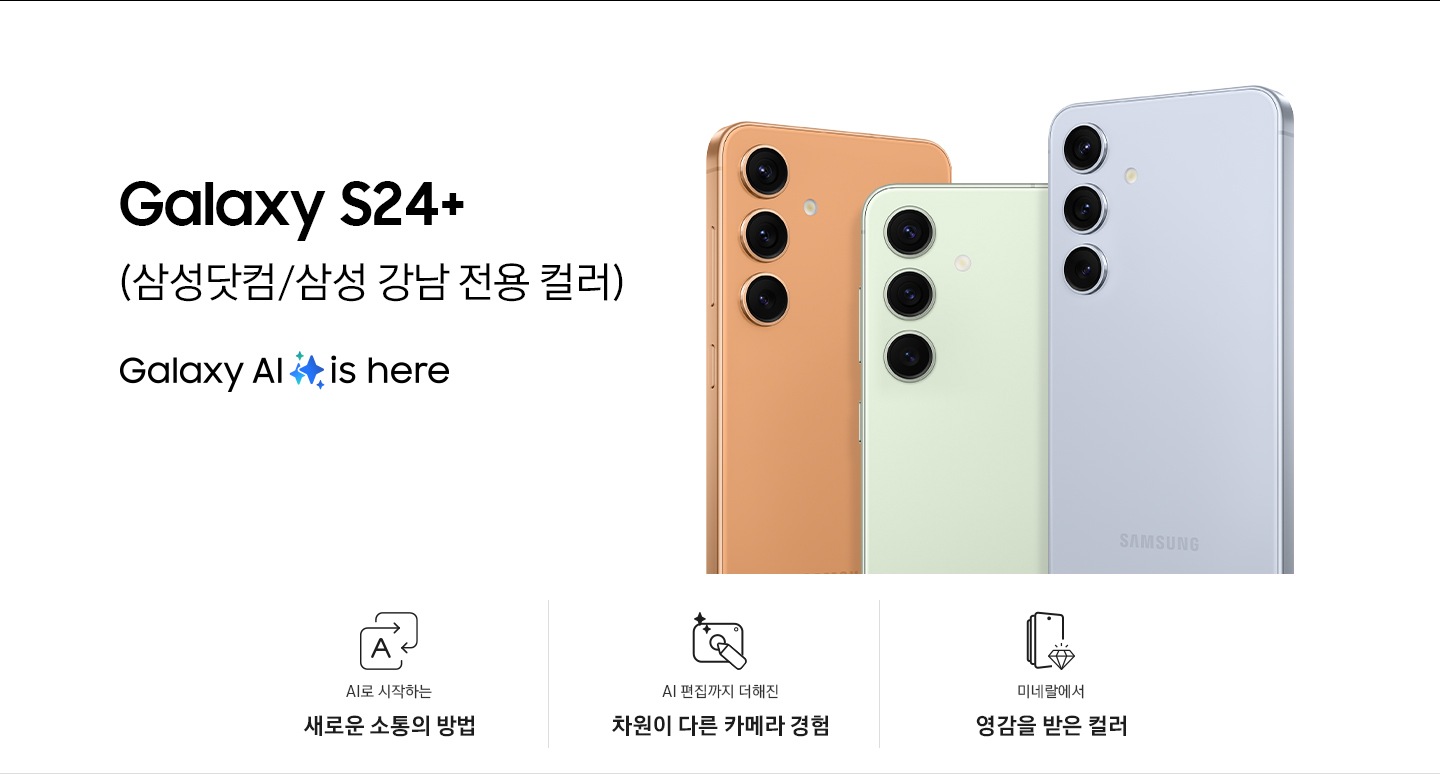 Galaxy S24+
(삼성닷컴/삼성 강남 전용 컬러)
Galaxy AI is here
SAMSUNG
A
AI로 시작하는
새로운 소통의 방법
AI 편집까지 더해진
차원이 다른 카메라 경험
미네랄에서
영감을 받은 컬러